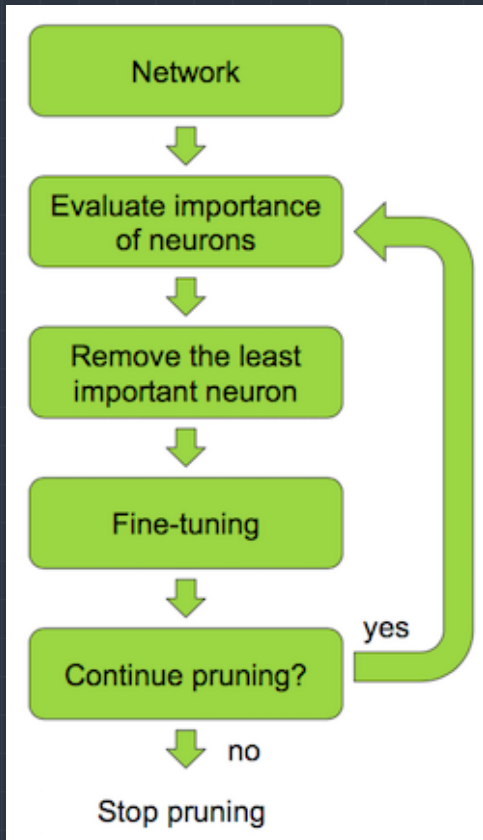 Network
Evaluate importance
of neurons
Remove the least
important neuron
Fine-tuning
yes
Continue pruning?
no
Stop pruning